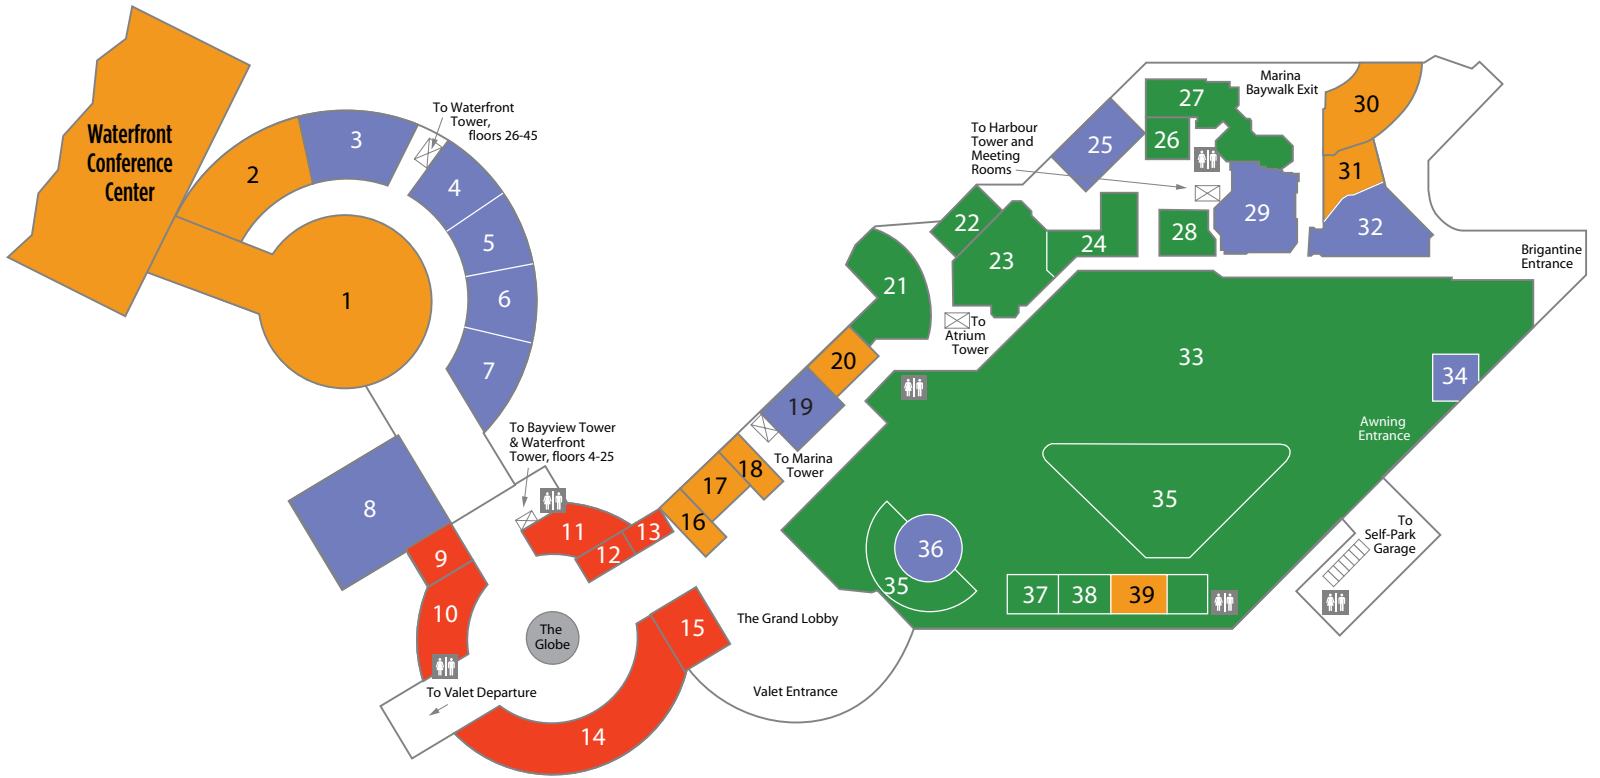 Waterfront
Conference
Center
1
2
3
To Waterfront
Tower,
floors 26-45
4
5
6
7
8
9
10
To Bayview Tower
& Waterfront
Tower, floors 4-25
11
12
13
The
Globe
To Valet Departure
14
15
The Grand Lobby
Valet Entrance
16
17
18
To Marina
Tower
19
20
21
22
23
24
To
Atrium
Tower
To Harbour
Tower and
Meeting
Rooms
25
26
27
28
29
Marina
Baywalk Exit
30
31
32
Brigantine
Entrance
33
34
Awning
Entrance
35
36
35
37
38
39
To
Self-Park
Garage